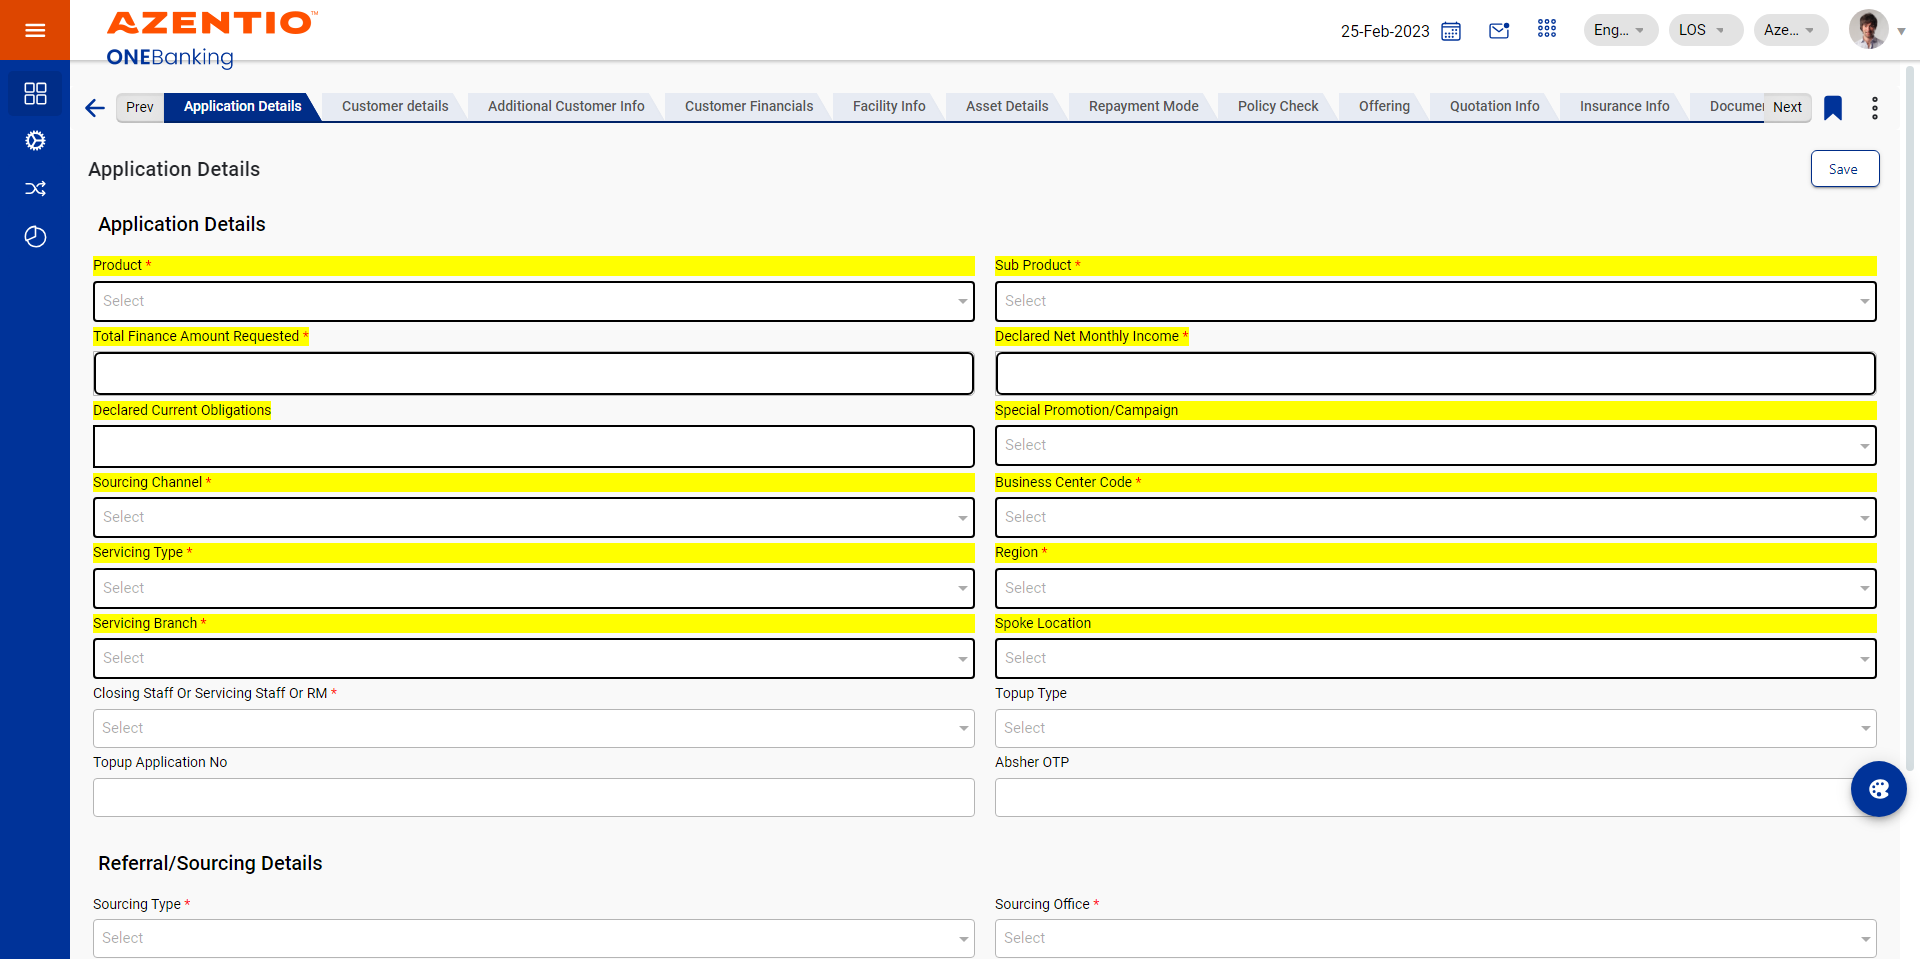 AZENTIO™
ONEBanking
25-Feb-2023
Eng...
LOS
Aze...
Prev
Application Details
Customer details
Additional Customer Info
Customer Financials
Facility Info
Asset Details
Repayment Mode
Policy Check
Offering
Quotation Info
Insurance Info
Documen
Next
Application Details
Save
Application Details
Product *
Sub Product *
Select
Select
Total Finance Amount Requested *
Declared Net Monthly Income *
Declared Current Obligations
Special Promotion/Campaign
Select
Sourcing Channel *
Business Center Code *
Select
Select
Servicing Type *
Region *
Select
Select
Servicing Branch *
Spoke Location
Select
Select
Closing Staff Or Servicing Staff Or RM *
Topup Type
Select
Select
Topup Application No
Absher OTP
Referral/Sourcing Details
Sourcing Type *
Sourcing Office *
Select
Select